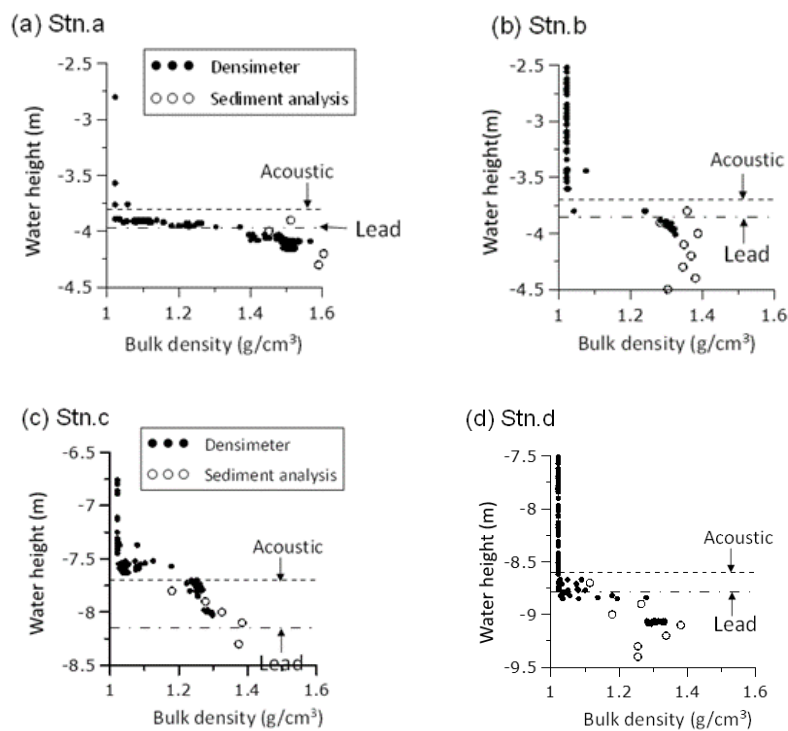 (a) Stn.a
Densimeter
Sediment analysis
-2.5
-3
-3.5
-4
-4.5
Water height (m)
Acoustic
Lead
1
1.2
1.4
1.6
Bulk density (g/cm³)
(b) Stn.b
-2.5
-3
-3.5
-4
-4.5
Water height(m)
Acoustic
Lead
1
1.2
1.4
1.6
Bulk density (g/cm³)
(c) Stn.c
Densimeter
Sediment analysis
-6.5
-7
-7.5
-8
-8.5
Water height (m)
Acoustic
Lead
1
1.2
1.4
1.6
Bulk density (g/cm³)
(d) Stn.d
-7.5
-8
-8.5
-9
-9.5
Water height (m)
Acoustic
Lead
1
1.2
1.4
1.6
Bulk density (g/cm³)